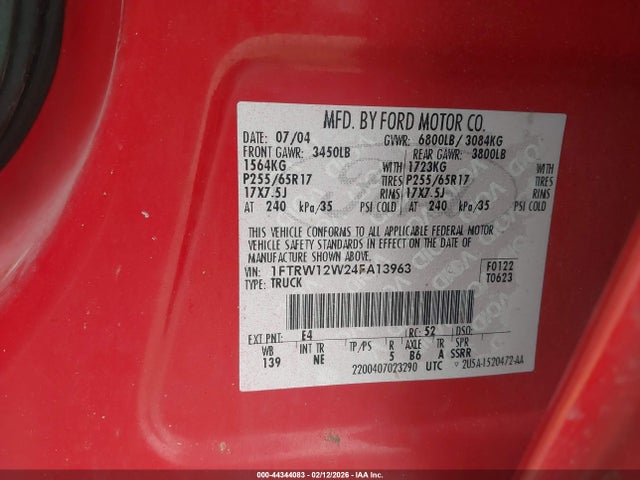 MFD. BY FORD MOTOR CO.
DATE: 07/04 GVWR: 6800LB/ 3084KG
FRONT GAWR: 3450LB REAR GAWR: 3800LB
1564KG WITH 1723KG WITH
P255/65R17 TIRES P255/65R17 TIRES
17X7.5J RIMS 17X7.5J RIMS
AT 240 kPa/35 PSI COLD AT 240 kPa/35 PSI COLD
THIS VEHICLE CONFORMS TO ALL APPLICABLE FEDERAL MOTOR
VEHICLE SAFETY STANDARDS IN EFFECT ON THE DATE OF
MANUFACTURE SHOWN ABOVE.
VIN: 1FTRW12W24FA13963 F0122
TYPE: TRUCK T0623
EXT PNT: E4 RC: 52 DSO:
WB INT TR TP/PS R AXLE TR SPR
139 NE 5 B6 A SSRR
2200407023290 UTC 2U5A-1520472-AA
000-44344083 - 02/12/2026 - IAA Inc.